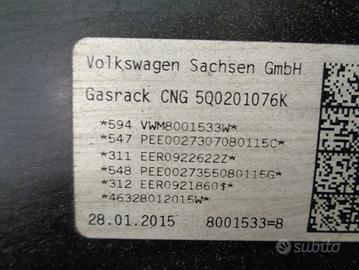 Volkswagen Sachsen GmbH
Gasrack CNG 5Q0201076K
*594 VWM8001533W*
*547 PEE0027307080115C*
*311 EER0922622Z*
*548 PEE0027355080115G*
*312 EER0921860$*
*46328012015W*
28.01.2015 8001533=8
subito